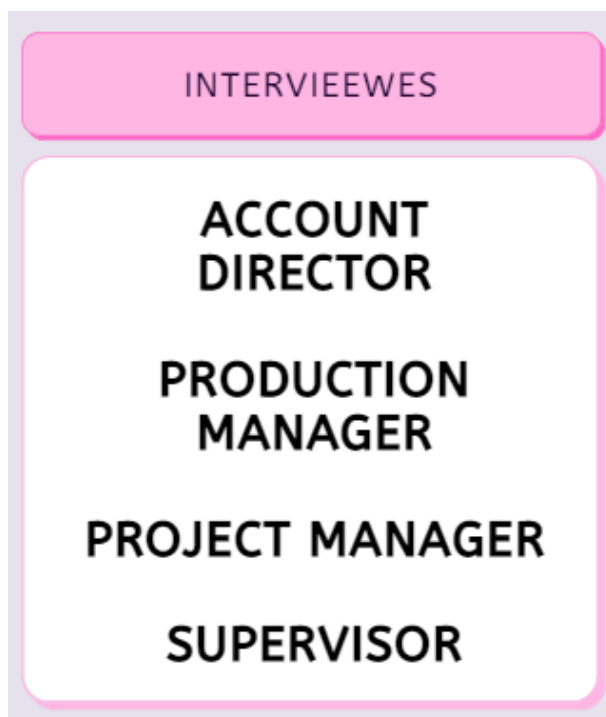 INTERVIEEWES
ACCOUNT
DIRECTOR
PRODUCTION
MANAGER
PROJECT MANAGER
SUPERVISOR